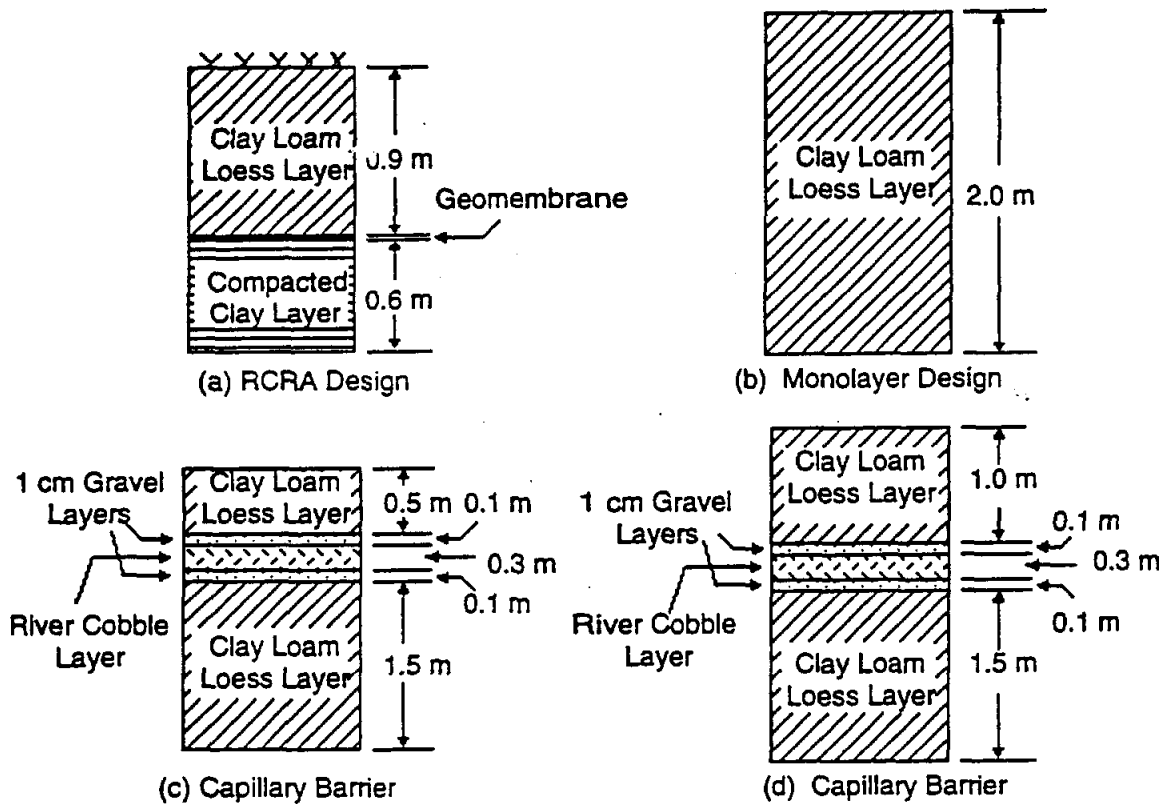 Clay Loam
Loess Layer
0.9 m
Geomembrane
Compacted
Clay Layer
0.6 m
(a) RCRA Design
Clay Loam
Loess Layer
2.0 m
(b) Monolayer Design
1 cm Gravel
Layers
River Cobble
Layer
Clay Loam
Loess Layer
0.5 m
0.1 m
0.3 m
0.1 m
Clay Loam
Loess Layer
1.5 m
(c) Capillary Barrier
1 cm Gravel
Layers
River Cobble
Layer
Clay Loam
Loess Layer
1.0 m
0.1 m
0.3 m
0.1 m
Clay Loam
Loess Layer
1.5 m
(d) Capillary Barrier